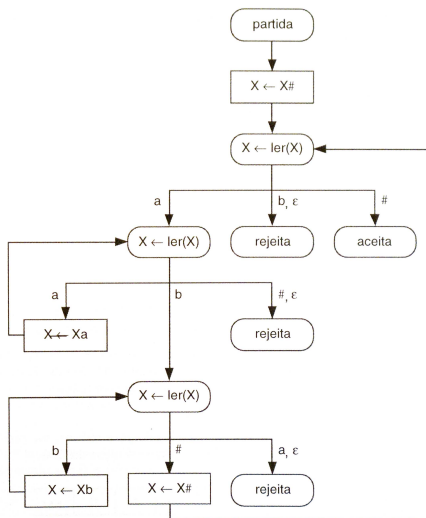 partida
X ← X#
X ← ler(X)
a
b, ε
#
X ← ler(X)
rejeita
aceita
a
b
#, ε
X ← Xa
rejeita
X ← ler(X)
b
#
a, ε
X ← Xb
X ← X#
rejeita